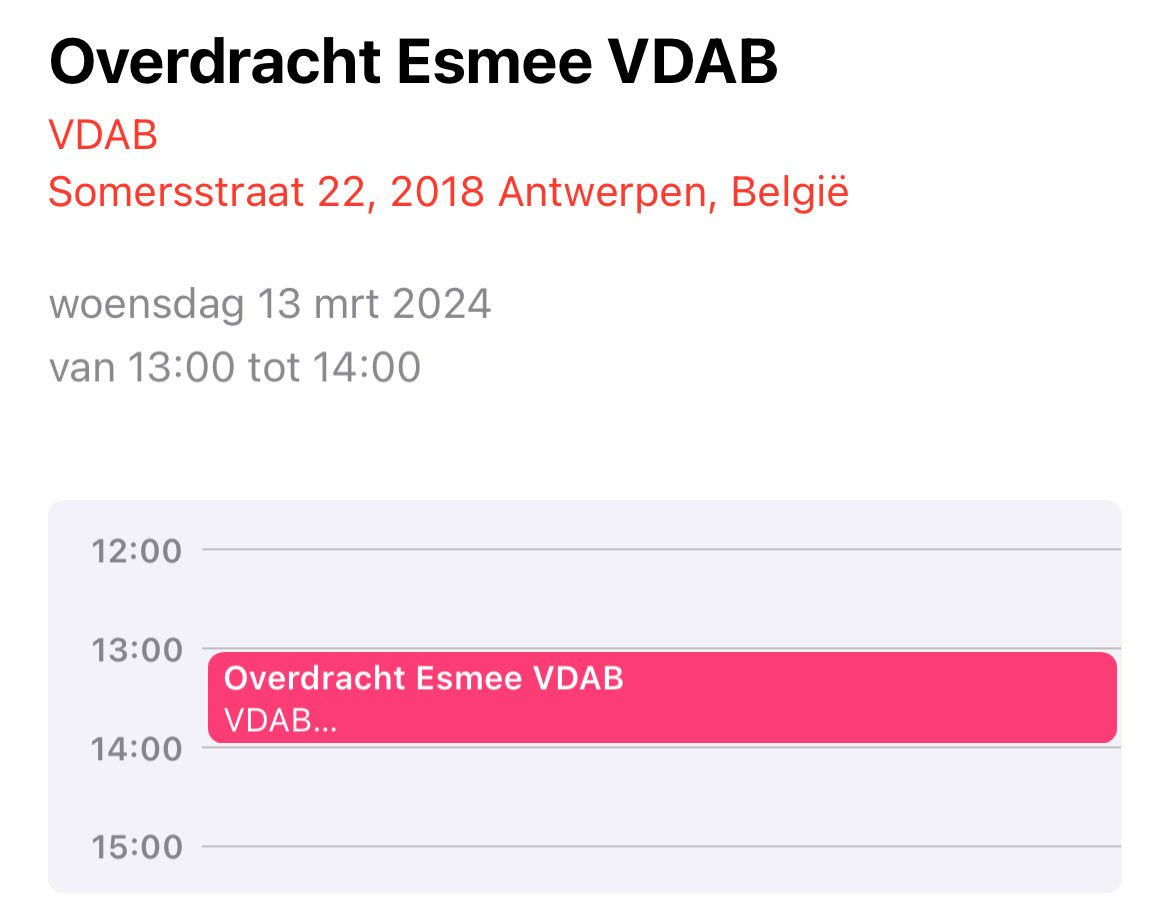 Overdracht Esmee VDAB
VDAB
Somersstraat 22, 2018 Antwerpen, België
woensdag 13 mrt 2024
van 13:00 tot 14:00
12:00
13:00
Overdracht Esmee VDAB
VDAB...
14:00
15:00